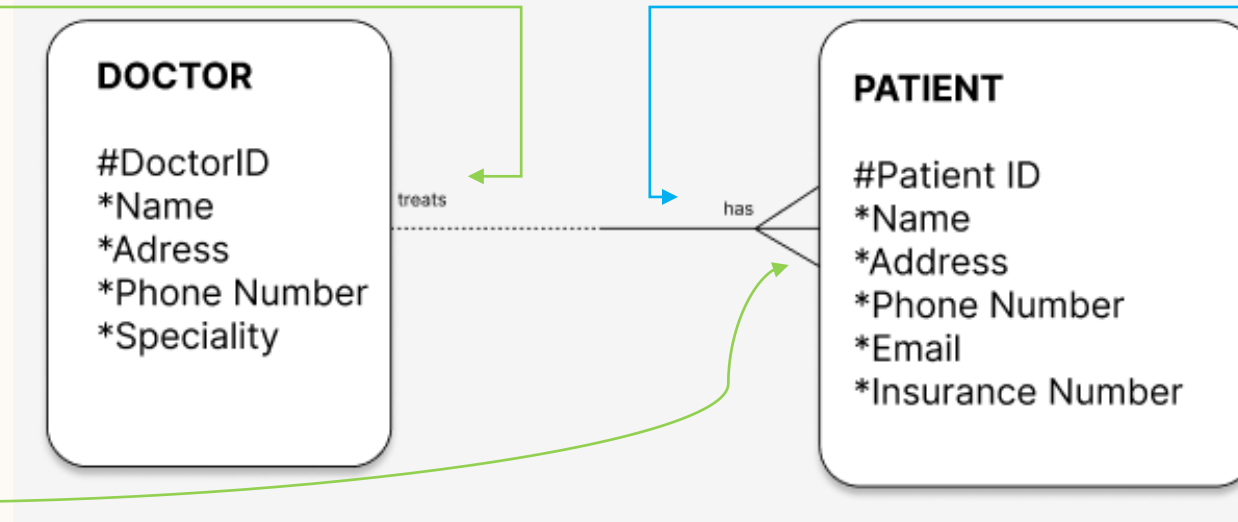 DOCTOR
#DoctorID
*Name
*Adress
*Phone Number
*Speciality
treats
has
PATIENT
#Patient ID
*Name
*Address
*Phone Number
*Email
*Insurance Number